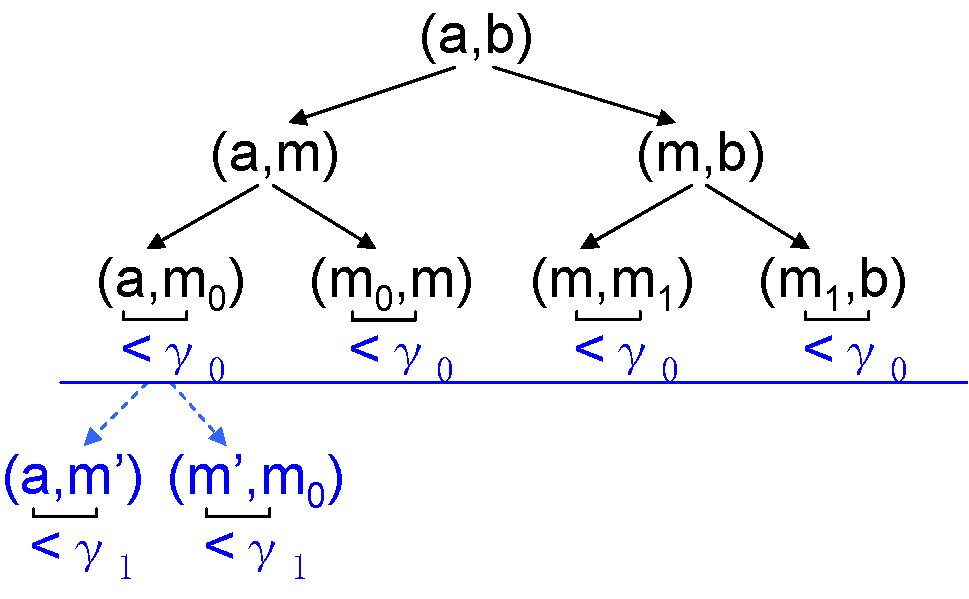 (a,b)
(a,m) (m,b)
(a,m₀) (m₀,m) (m,m₁) (m₁,b)
< γ ₀ < γ ₀ < γ ₀ < γ ₀
(a,m’) (m’,m₀)
< γ ₁ < γ ₁